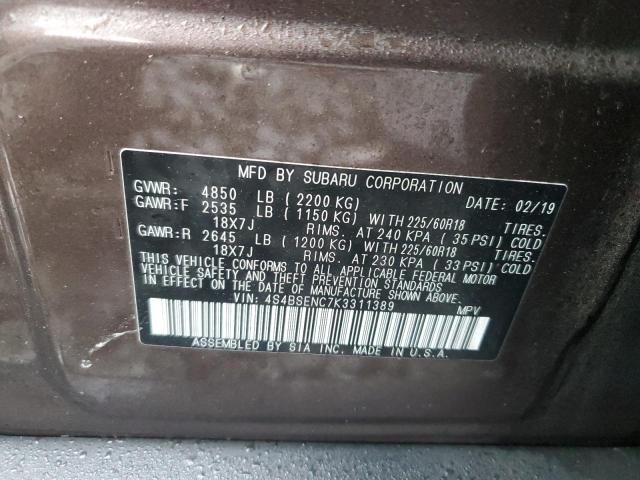 MFD BY SUBARU CORPORATION
GVWR: 4850 LB ( 2200 KG) DATE: 02/19
GAWR:F 2535 LB ( 1150 KG) WITH 225/60R18 TIRES.
18X7J RIMS. AT 240 KPA ( 35 PSI) COLD
GAWR:R 2645 LB ( 1200 KG) WITH 225/60R18 TIRES.
18X7J RIMS. AT 230 KPA ( 33 PSI) COLD
THIS VEHICLE CONFORMS TO ALL APPLICABLE FEDERAL MOTOR
VEHICLE SAFETY AND THEFT PREVENTION STANDARDS
IN EFFECT ON THE DATE OF MANUFACTURE SHOWN ABOVE.
VIN: 4S4BSENC7K3311389 MPV
ASSEMBLED BY SIA INC. MADE IN U.S.A.